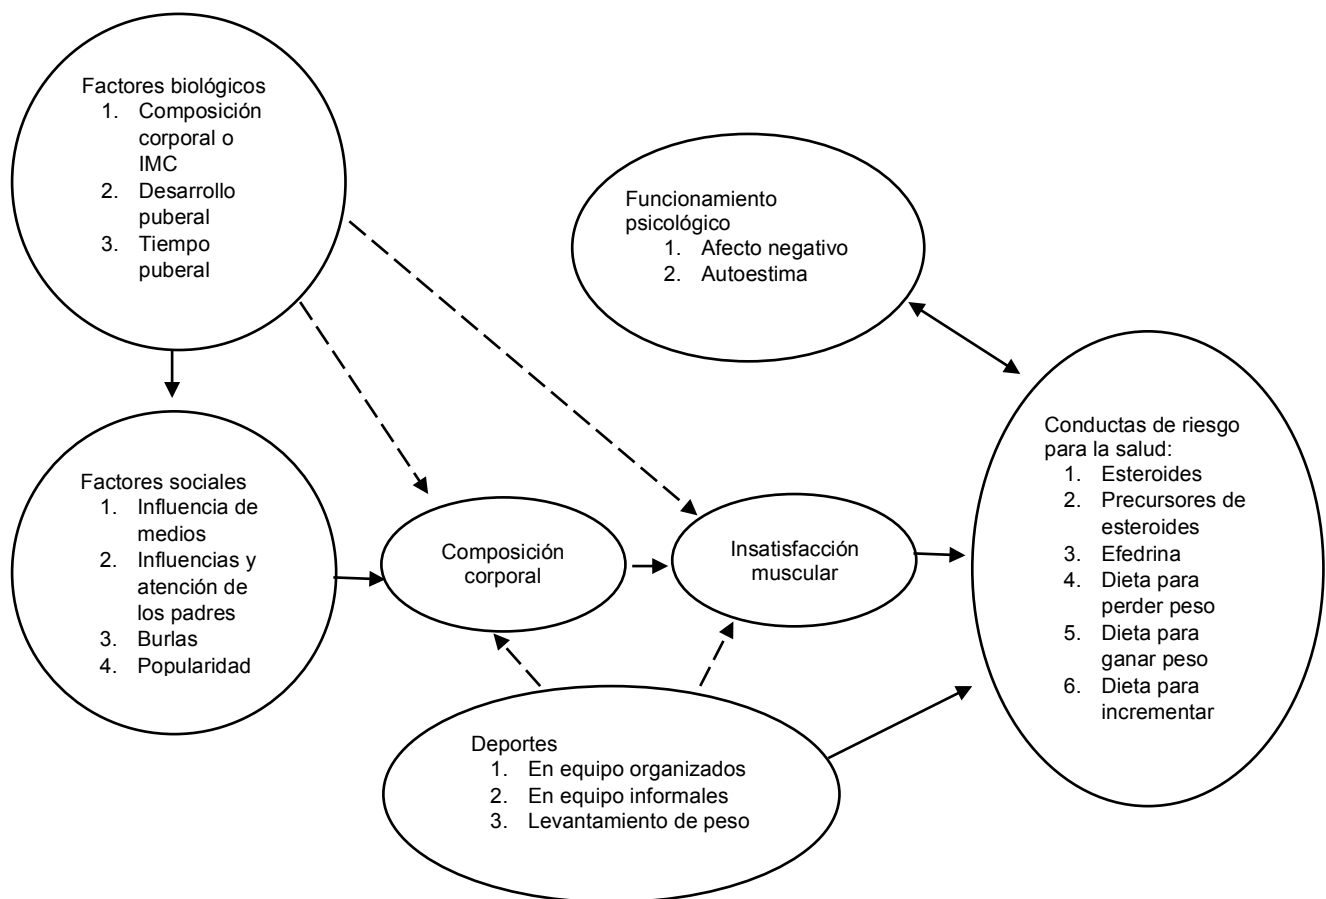 Factores biológicos
1. Composición
corporal o
IMC
2. Desarrollo
puberal
3. Tiempo
puberal
Funcionamiento
psicológico
1. Afecto negativo
2. Autoestima
Factores sociales
1. Influencia de
medios
2. Influencias y
atención de
los padres
3. Burlas
4. Popularidad
Composición
corporal
Insatisfacción
muscular
Conductas de riesgo
para la salud:
1. Esteroides
2. Precursores de
esteroides
3. Efedrina
4. Dieta para
perder peso
5. Dieta para
ganar peso
6. Dieta para
incrementar
Deportes
1. En equipo organizados
2. En equipo informales
3. Levantamiento de peso